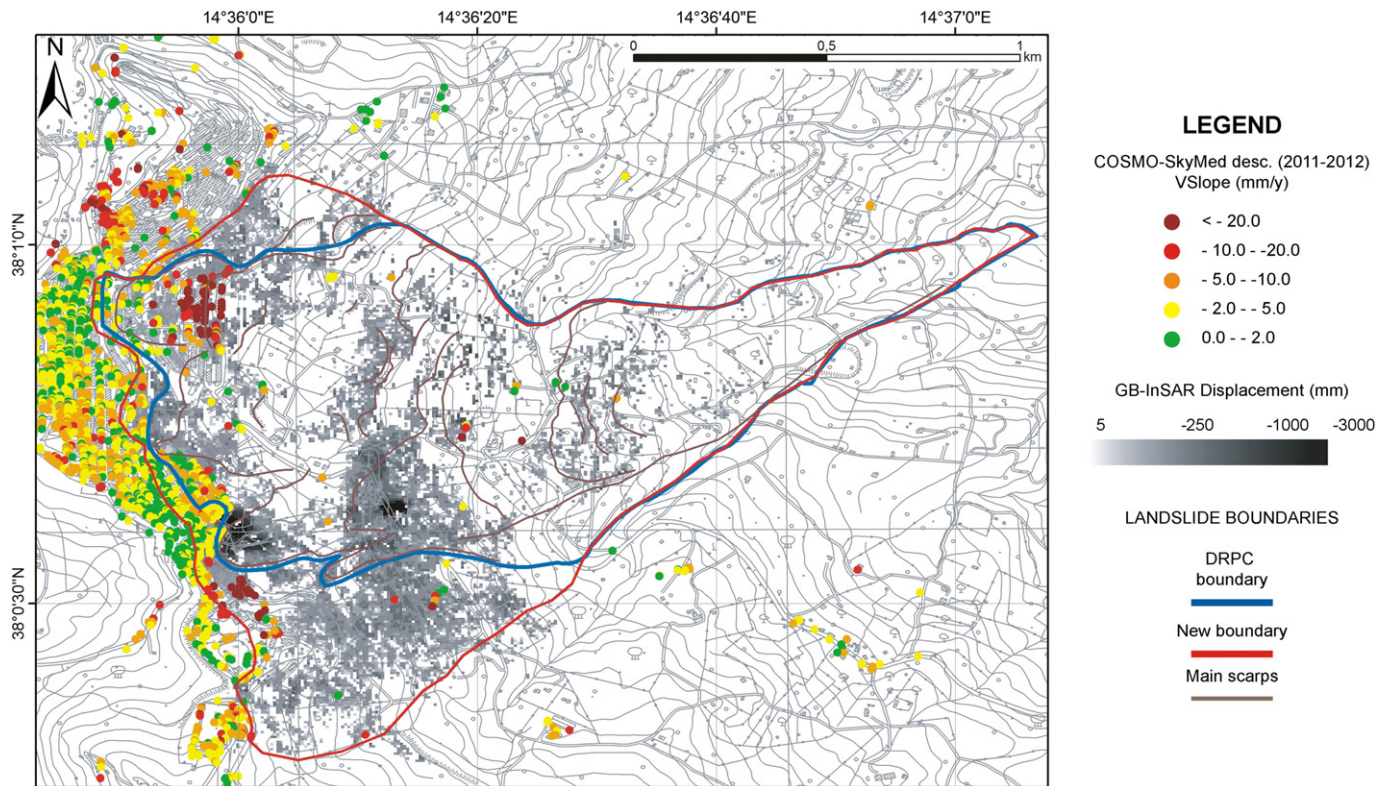 14°36'0"E 14°36'20"E 14°36'40"E 14°37'0"E
N
0 0,5 1
km
38°1'0"N
38°0'30"N
LEGEND
COSMO-SkyMed desc. (2011-2012)
VSlope (mm/y)
< - 20.0
- 10.0 - -20.0
- 5.0 - -10.0
- 2.0 - - 5.0
0.0 - - 2.0
GB-InSAR Displacement (mm)
5 -250 -1000 -3000
LANDSLIDE BOUNDARIES
DRPC
boundary
New boundary
Main scarps